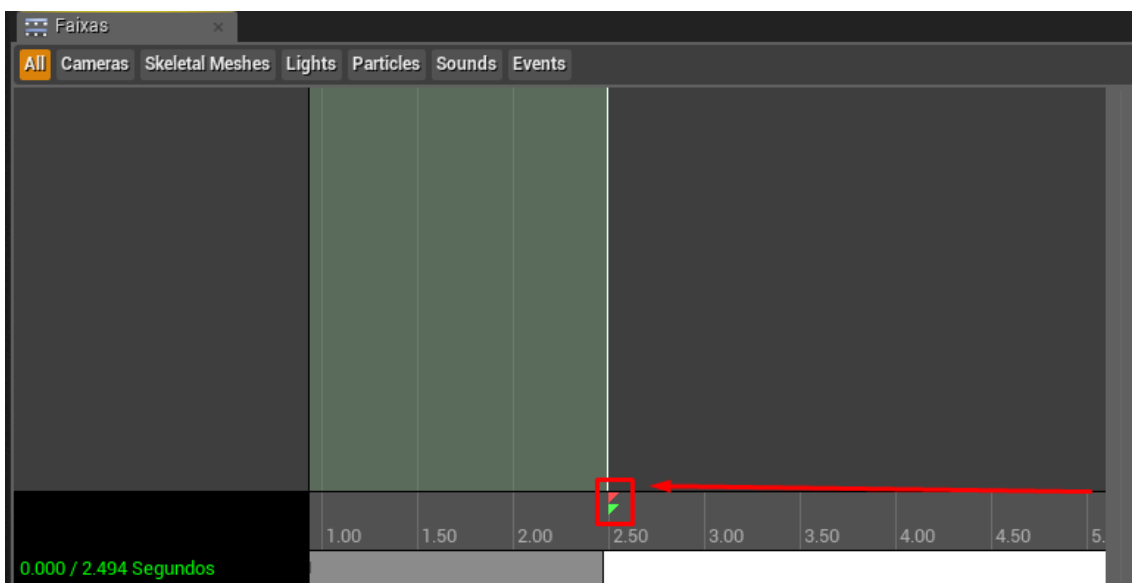 Faixas
All Cameras Skeletal Meshes Lights Particles Sounds Events
1.00 1.50 2.00 2.50 3.00 3.50 4.00 4.50 5.
0.000 / 2.494 Segundos